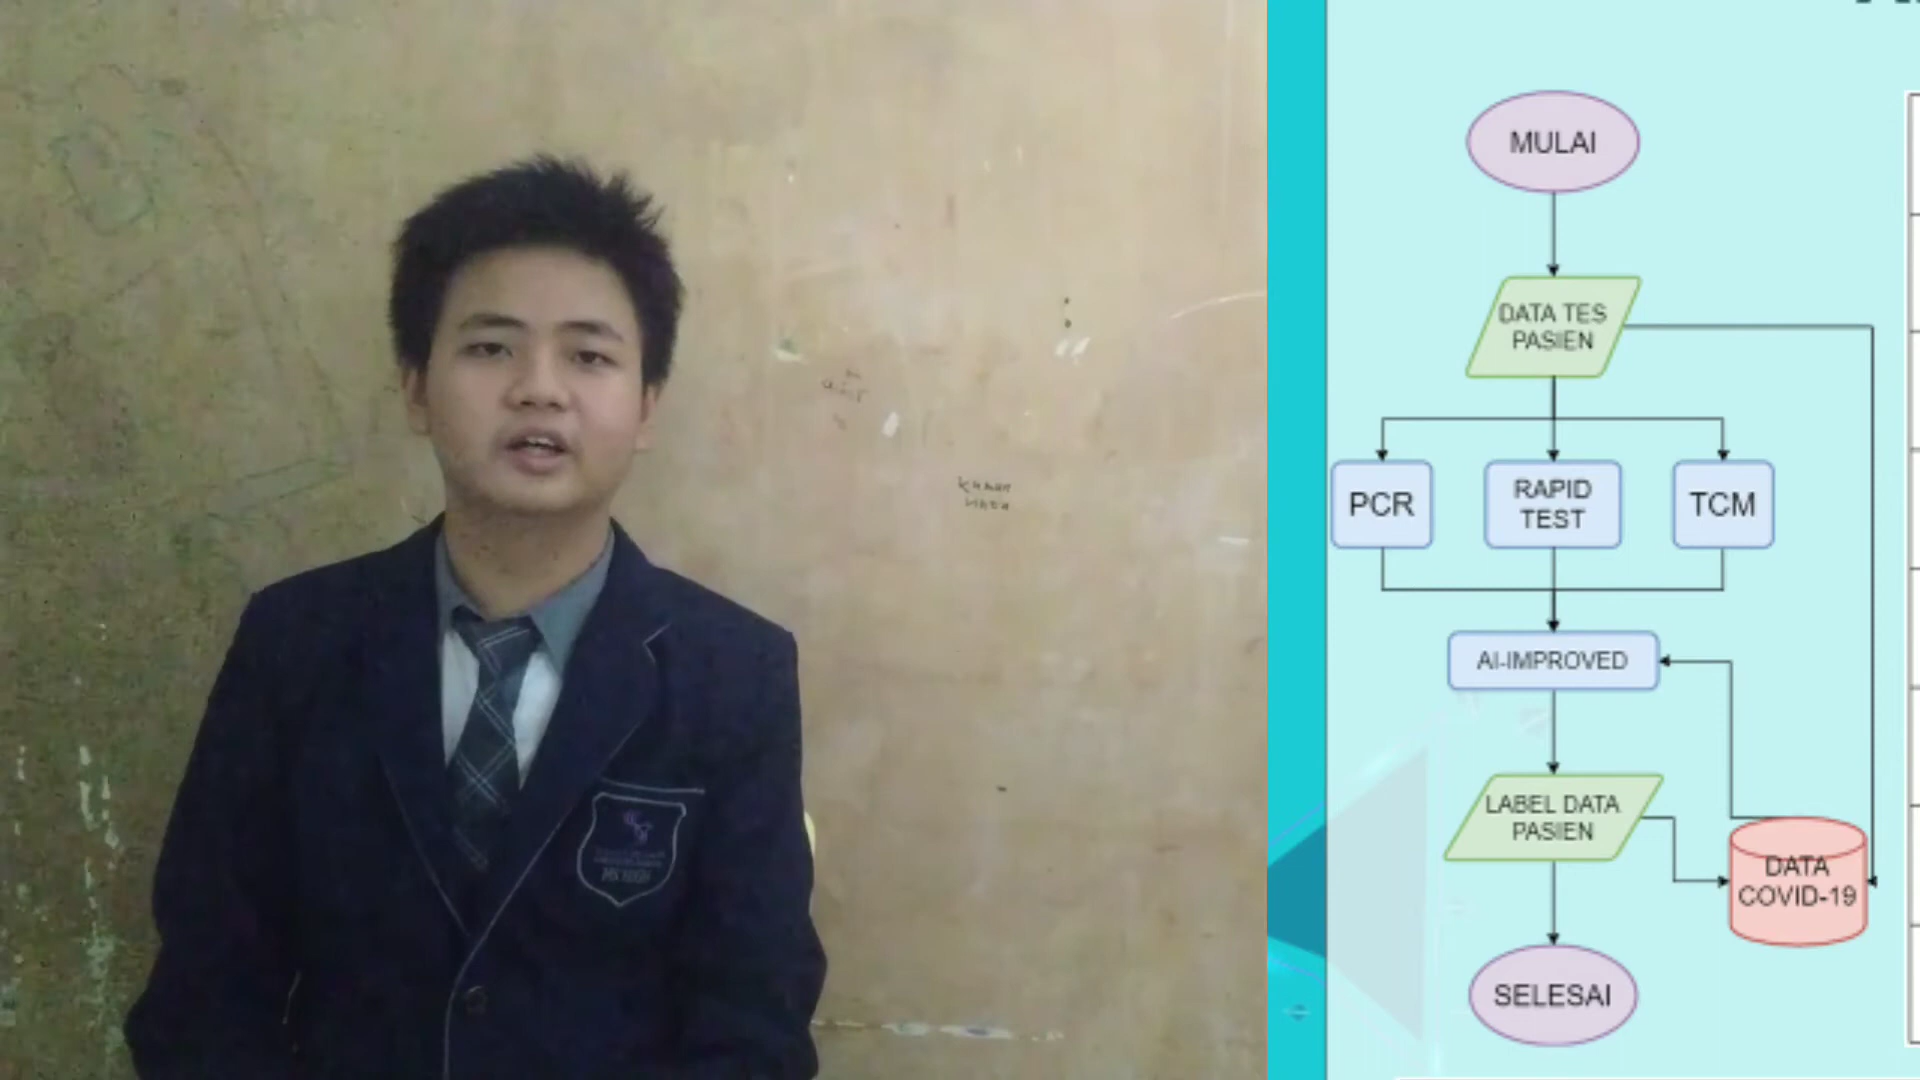 MULAI
DATA TES
PASIEN
PCR
RAPID
TEST
TCM
AI-IMPROVED
LABEL DATA
PASIEN
DATA
COVID-19
SELESAI